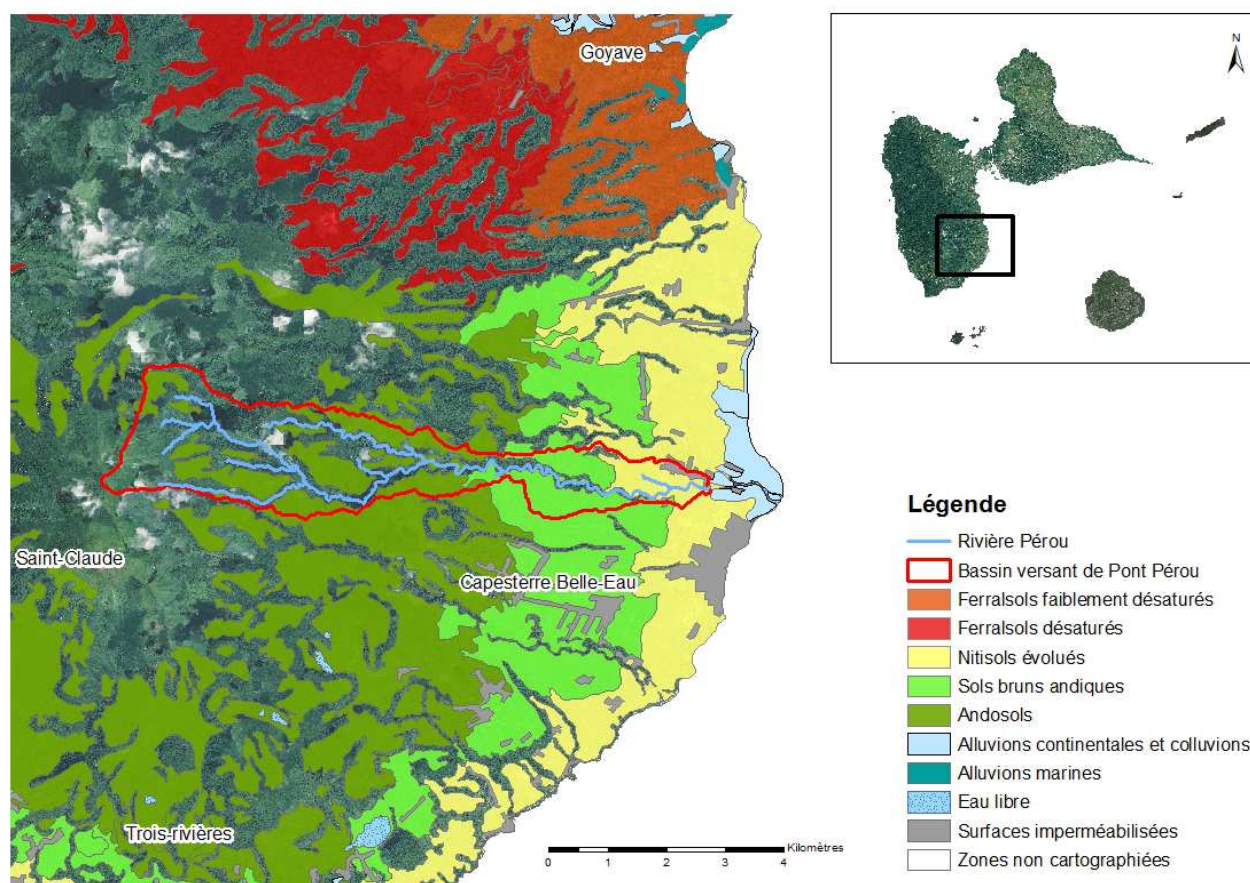 Goyave
N
Saint-Claude
Capesterre Belle-Eau
Trois-rivières
Kilomètres
0 1 2 3 4
Légende
Rivière Pérou
Bassin versant de Pont Pérou
Ferralsols faiblement désaturés
Ferralsols désaturés
Nitisols évolués
Sols bruns andiques
Andosols
Alluvions continentales et colluvions
Alluvions marines
Eau libre
Surfaces imperméabilisées
Zones non cartographiées